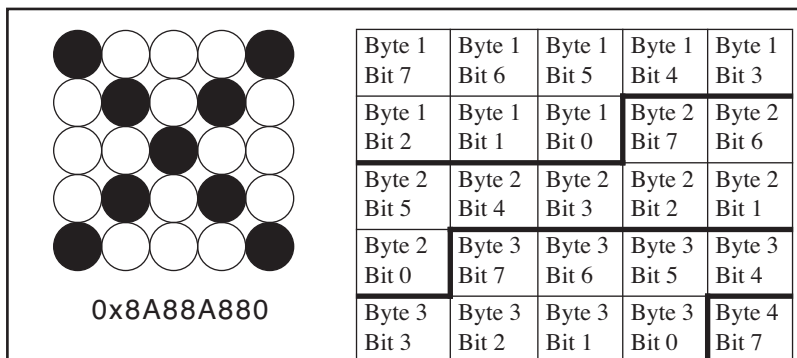 Byte 1 Byte 1 Byte 1 Byte 1 Byte 1
Bit 7 Bit 6 Bit 5 Bit 4 Bit 3
Byte 1 Byte 1 Byte 1 Byte 2 Byte 2
Bit 2 Bit 1 Bit 0 Bit 7 Bit 6
Byte 2 Byte 2 Byte 2 Byte 2 Byte 2
Bit 5 Bit 4 Bit 3 Bit 2 Bit 1
Byte 2 Byte 3 Byte 3 Byte 3 Byte 3
Bit 0 Bit 7 Bit 6 Bit 5 Bit 4
Byte 3 Byte 3 Byte 3 Byte 3 Byte 4
Bit 3 Bit 2 Bit 1 Bit 0 Bit 7
0x8A88A880